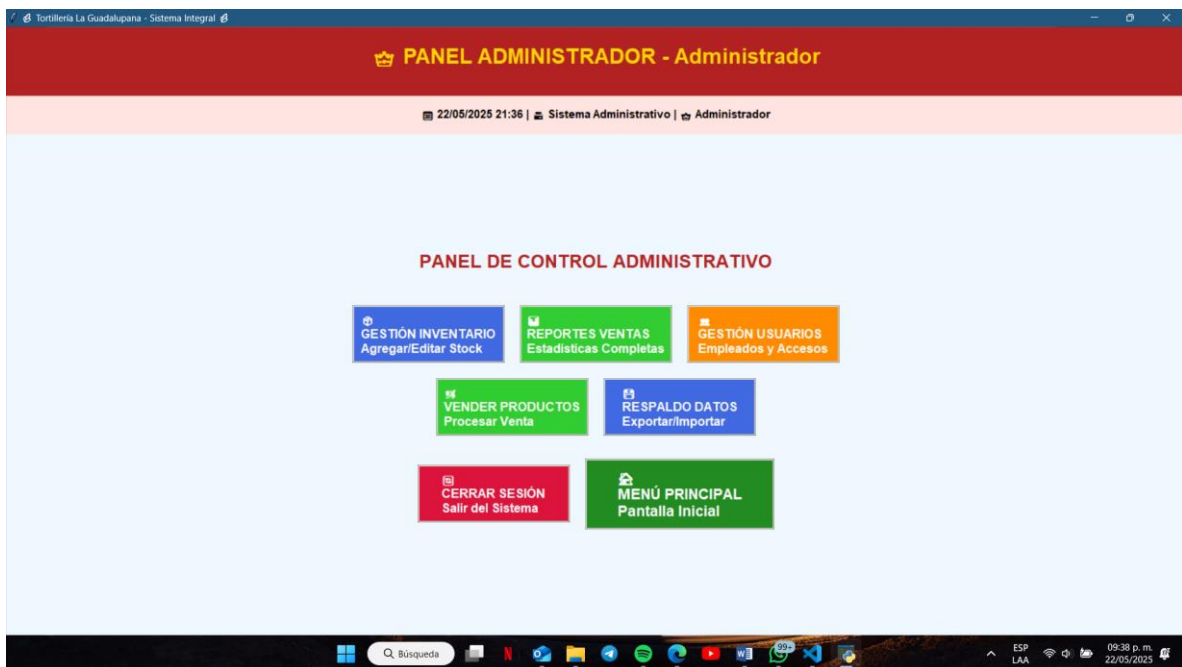 Tortillería La Guadalupana - Sistema Integral
PANEL ADMINISTRADOR - Administrador
22/05/2025 21:36 | Sistema Administrativo | Administrador
PANEL DE CONTROL ADMINISTRATIVO
GESTIÓN INVENTARIO
Agregar/Editar Stock
REPORTES VENTAS
Estadísticas Completas
GESTIÓN USUARIOS
Empleados y Accesos
VENDER PRODUCTOS
Procesar Venta
RESPALDO DATOS
Exportar/Importar
CERRAR SESIÓN
Salir del Sistema
MENÚ PRINCIPAL
Pantalla Inicial
Búsqueda
99+
ESP
LAA
09:38 p. m.
22/05/2025